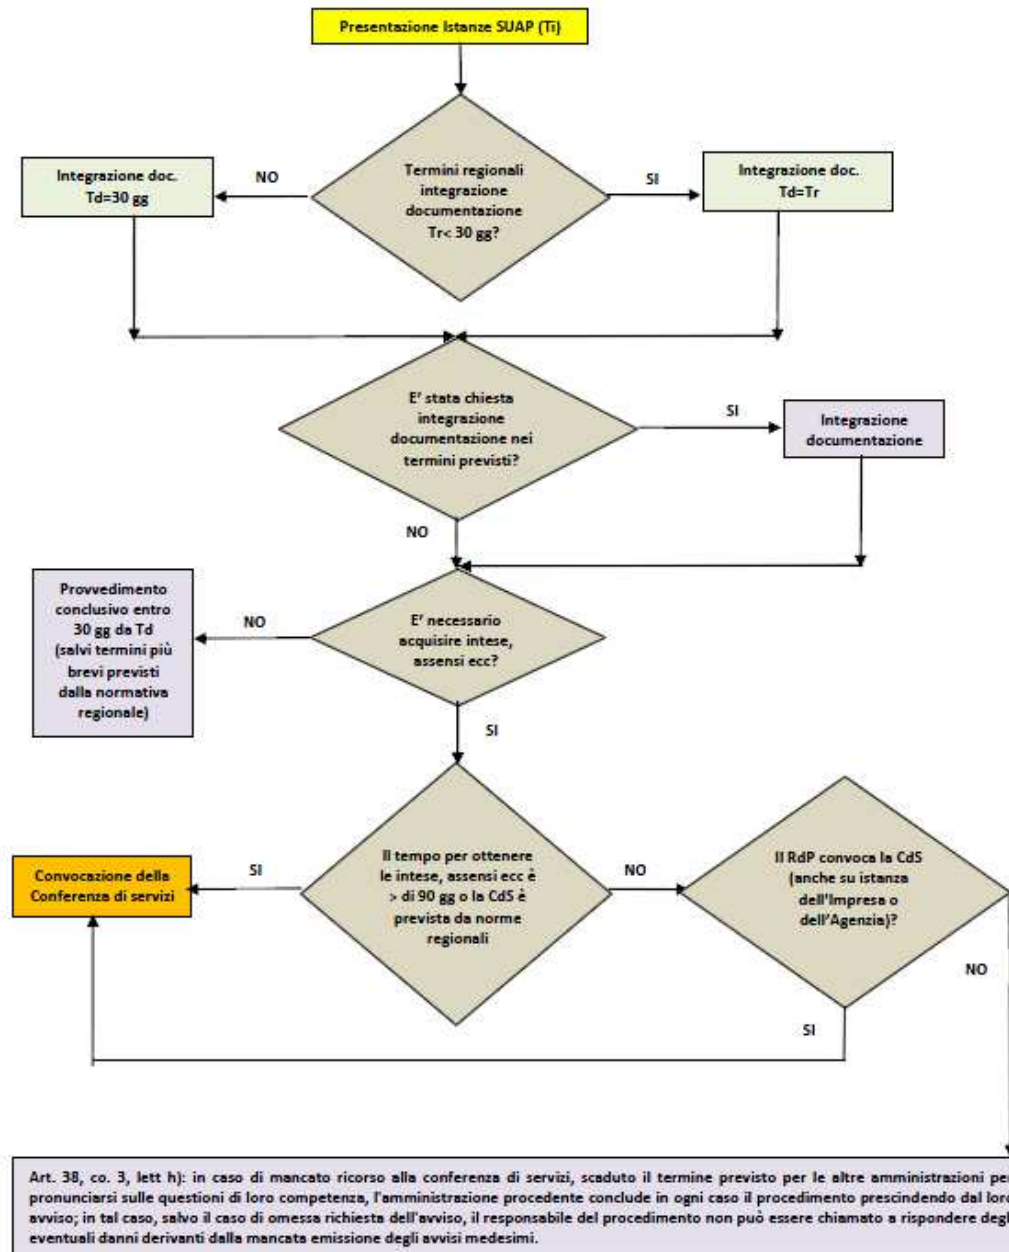 Presentazione Istanze SUAP (Ti)
Termini regionali
integrazione
documentazione
Tr< 30 gg?
NO
SI
Integrazione doc.
Td=30 gg
Integrazione doc.
Td=Tr
E' stata chiesta
integrazione
documentazione nei
termini previsti?
SI
Integrazione
documentazione
NO
Provvedimento
conclusivo entro
30 gg da Td
(salvi termini più
brevi previsti
dalla normativa
regionale)
NO
E' necessario
acquisire intese,
assensi ecc?
SI
Convocazione della
Conferenza di servizi
SI
Il tempo per ottenere
le intese, assensi ecc è
> di 90 gg o la CdS è
prevista da norme
regionali
NO
Il RdP convoca la CdS
(anche su istanza
dell'Impresa o
dell'Agenzia)?
NO
SI
Art. 38, co. 3, lett h): in caso di mancato ricorso alla conferenza di servizi, scaduto il termine previsto per le altre amministrazioni per
pronunciarsi sulle questioni di loro competenza, l'amministrazione procedente conclude in ogni caso il procedimento prescindendo dal loro
avviso; in tal caso, salvo il caso di omessa richiesta dell'avviso, il responsabile del procedimento non può essere chiamato a rispondere degli
eventuali danni derivanti dalla mancata emissione degli avvisi medesimi.